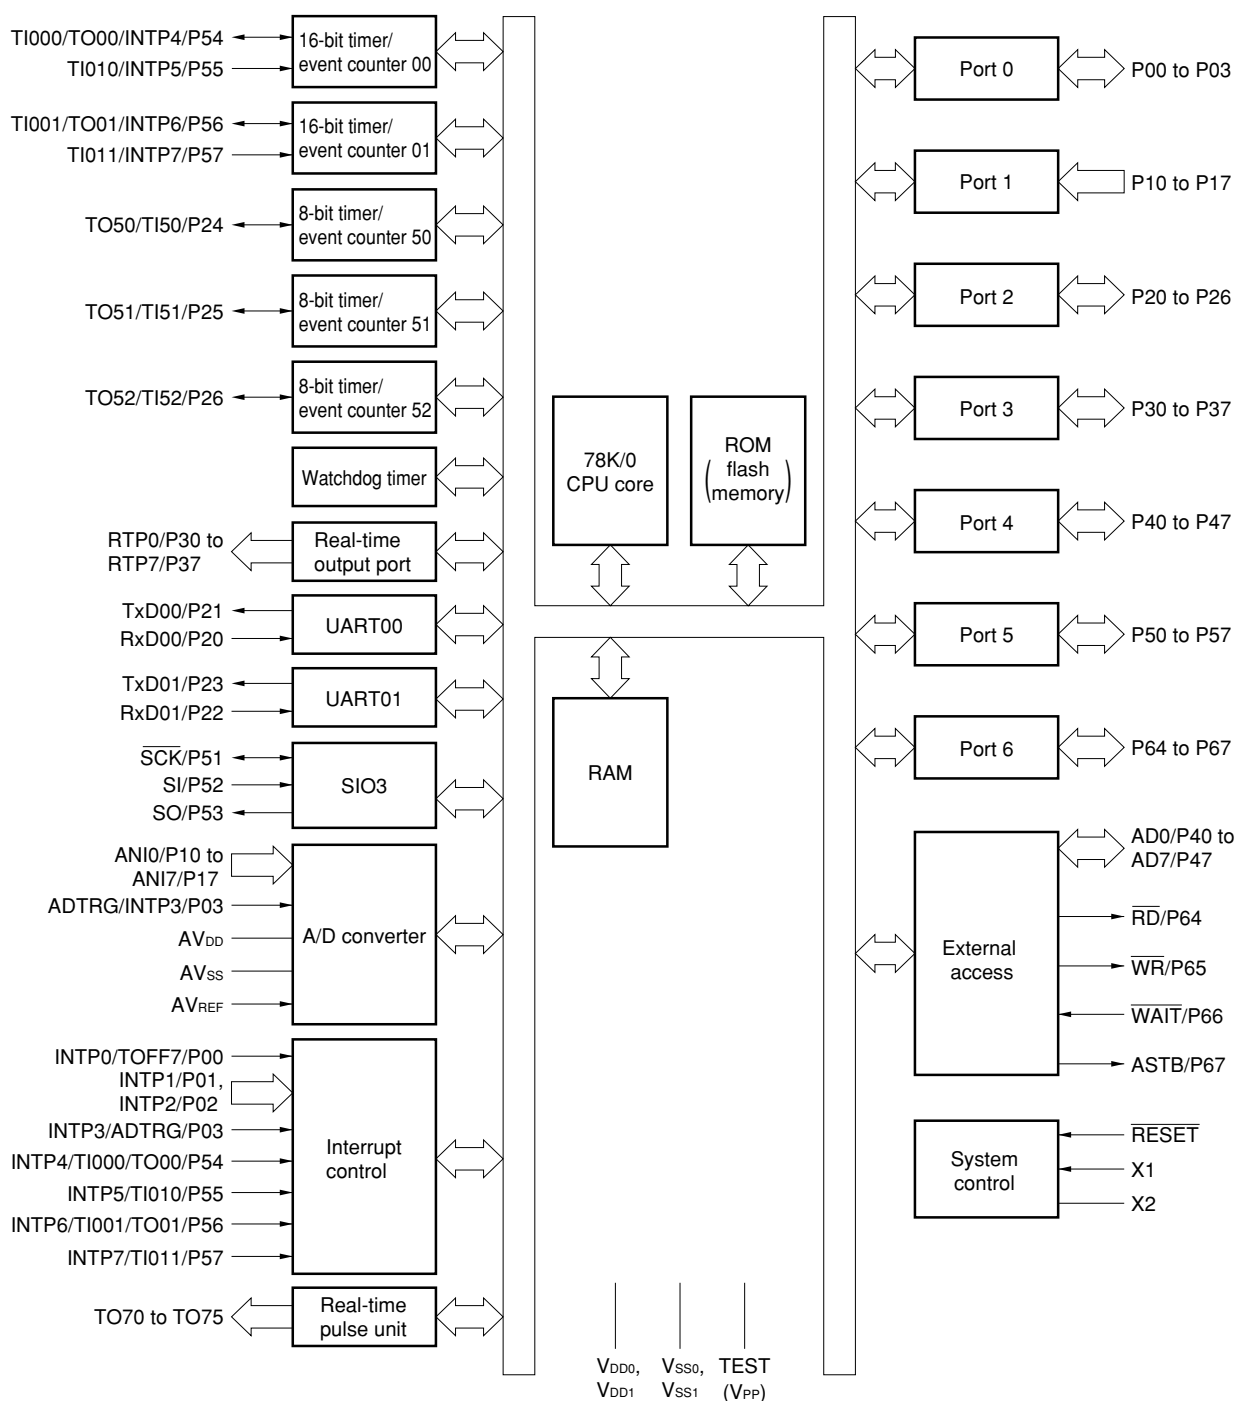 TI000/TO00/INTP4/P54
TI010/INTP5/P55
16-bit timer/
event counter 00
TI001/TO01/INTP6/P56
TI011/INTP7/P57
16-bit timer/
event counter 01
TO50/TI50/P24
8-bit timer/
event counter 50
TO51/TI51/P25
8-bit timer/
event counter 51
TO52/TI52/P26
8-bit timer/
event counter 52
Watchdog timer
RTP0/P30 to
RTP7/P37
Real-time
output port
TxD00/P21
RxD00/P20
UART00
TxD01/P23
RxD01/P22
UART01
SCK/P51
SI/P52
SO/P53
SIO3
ANI0/P10 to
ANI7/P17
ADTRG/INTP3/P03
AVDD
AVSS
AVREF
A/D converter
INTP0/TOFF7/P00
INTP1/P01,
INTP2/P02
INTP3/ADTRG/P03
INTP4/TI000/TO00/P54
INTP5/TI010/P55
INTP6/TI001/TO01/P56
INTP7/TI011/P57
Interrupt
control
TO70 to TO75
Real-time
pulse unit
78K/0
CPU core
ROM
(flash
memory)
RAM
VDD0,
VDD1
VSS0,
VSS1
TEST
(VPP)
Port 0
P00 to P03
Port 1
P10 to P17
Port 2
P20 to P26
Port 3
P30 to P37
Port 4
P40 to P47
Port 5
P50 to P57
Port 6
P64 to P67
External
access
AD0/P40 to
AD7/P47
RD/P64
WR/P65
WAIT/P66
ASTB/P67
System
control
RESET
X1
X2